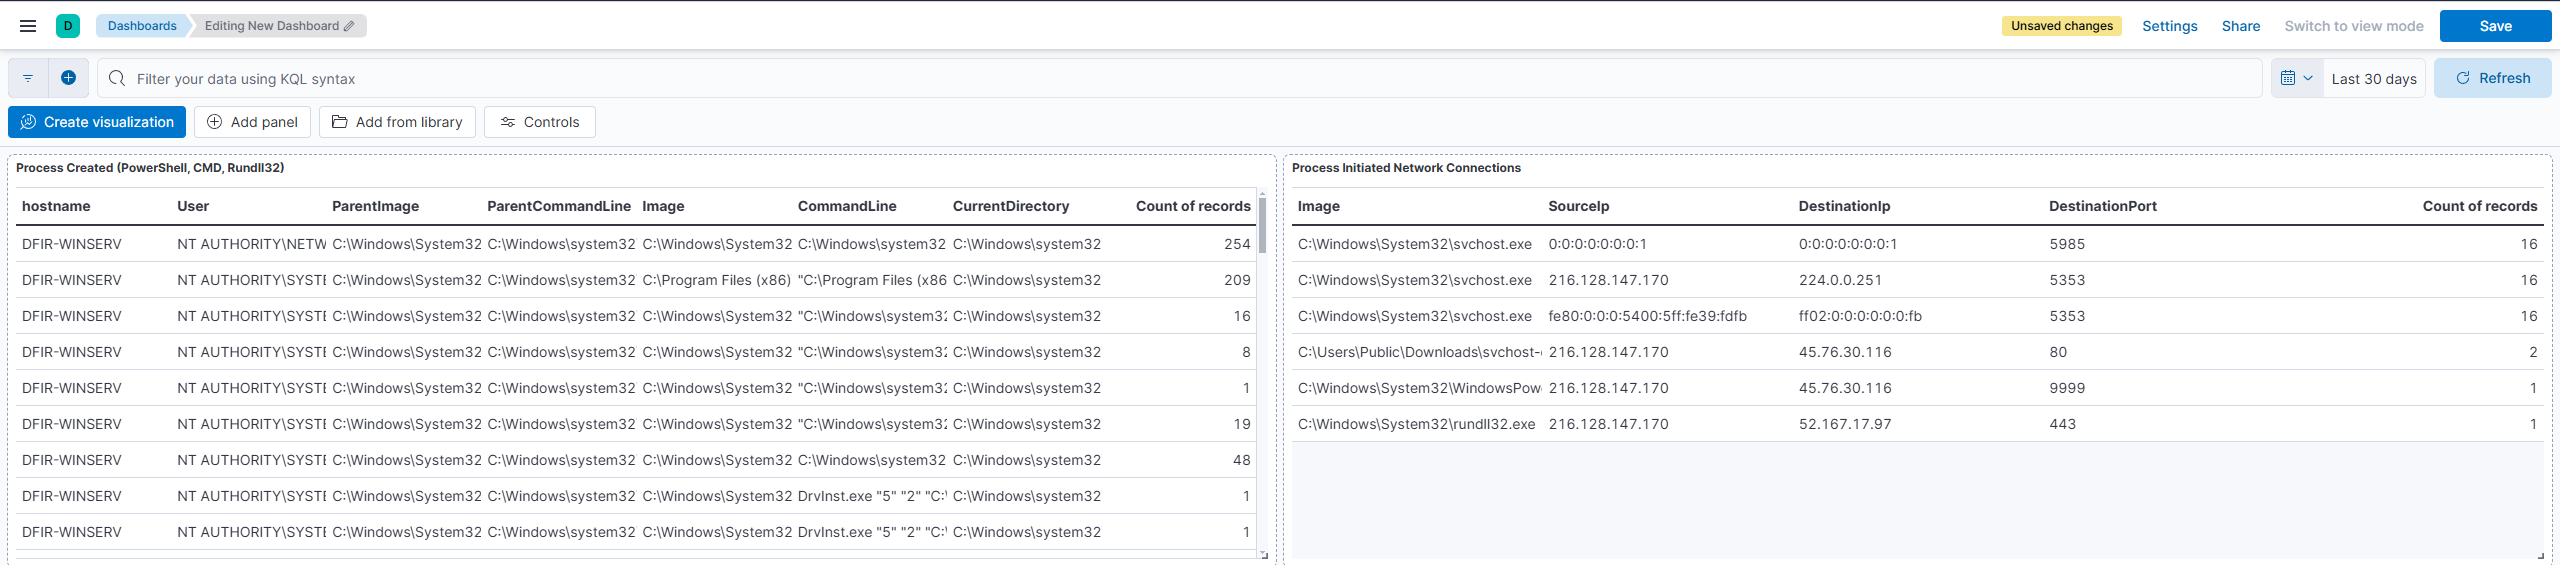 D Dashboards Editing New Dashboard Unsaved changes Settings Share Switch to view mode Save
Filter your data using KQL syntax Last 30 days Refresh
Create visualization Add panel Add from library Controls
Process Created (PowerShell, CMD, Rundll32)
hostname User ParentImage ParentCommandLine Image CommandLine CurrentDirectory Count of records
DFIR-WINSERV NT AUTHORITY\NETW C:\Windows\System32 C:\Windows\system32 C:\Windows\System32 C:\Windows\system32 C:\Windows\system32 254
DFIR-WINSERV NT AUTHORITY\SYSTE C:\Windows\System32 C:\Windows\system32 C:\Program Files (x86) "C:\Program Files (x86 C:\Windows\system32 209
DFIR-WINSERV NT AUTHORITY\SYSTE C:\Windows\System32 C:\Windows\system32 C:\Windows\System32 "C:\Windows\system32 C:\Windows\system32 16
DFIR-WINSERV NT AUTHORITY\SYSTE C:\Windows\System32 C:\Windows\system32 C:\Windows\System32 "C:\Windows\system32 C:\Windows\system32 8
DFIR-WINSERV NT AUTHORITY\SYSTE C:\Windows\System32 C:\Windows\system32 C:\Windows\System32 "C:\Windows\system32 C:\Windows\system32 1
DFIR-WINSERV NT AUTHORITY\SYSTE C:\Windows\System32 C:\Windows\system32 C:\Windows\System32 "C:\Windows\system32 C:\Windows\system32 19
DFIR-WINSERV NT AUTHORITY\SYSTE C:\Windows\System32 C:\Windows\system32 C:\Windows\System32 C:\Windows\system32 C:\Windows\system32 48
DFIR-WINSERV NT AUTHORITY\SYSTE C:\Windows\System32 C:\Windows\system32 C:\Windows\System32 DrvInst.exe "5" "2" "C:\ C:\Windows\system32 1
DFIR-WINSERV NT AUTHORITY\SYSTE C:\Windows\System32 C:\Windows\system32 C:\Windows\System32 DrvInst.exe "5" "2" "C:\ C:\Windows\system32 1
Process Initiated Network Connections
Image SourceIp DestinationIp DestinationPort Count of records
C:\Windows\System32\svchost.exe 0:0:0:0:0:0:0:1 0:0:0:0:0:0:0:1 5985 16
C:\Windows\System32\svchost.exe 216.128.147.170 224.0.0.251 5353 16
C:\Windows\System32\svchost.exe fe80:0:0:0:5400:5ff:fe39:fdfb ff02:0:0:0:0:0:0:fb 5353 16
C:\Users\Public\Downloads\svchost- 216.128.147.170 45.76.30.116 80 2
C:\Windows\System32\WindowsPow 216.128.147.170 45.76.30.116 9999 1
C:\Windows\System32\rundll32.exe 216.128.147.170 52.167.17.97 443 1